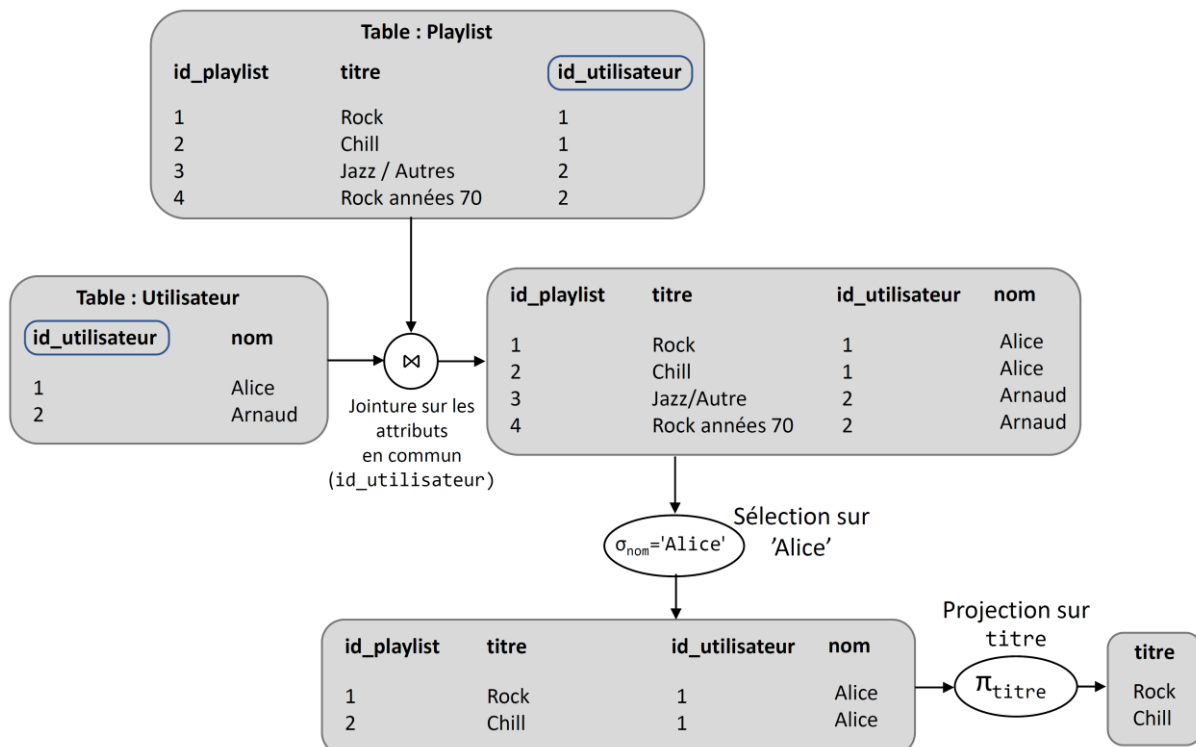 Table : Playlist
id_playlist titre id_utilisateur
1 Rock 1
2 Chill 1
3 Jazz / Autres 2
4 Rock années 70 2
Table : Utilisateur
id_utilisateur nom
1 Alice
2 Arnaud
⋈
Jointure sur les
attributs
en commun
(id_utilisateur)
id_playlist titre id_utilisateur nom
1 Rock 1 Alice
2 Chill 1 Alice
3 Jazz/Autre 2 Arnaud
4 Rock années 70 2 Arnaud
σnom='Alice'
Sélection sur
’Alice’
id_playlist titre id_utilisateur nom
1 Rock 1 Alice
2 Chill 1 Alice
Projection sur
titre
πtitre
titre
Rock
Chill